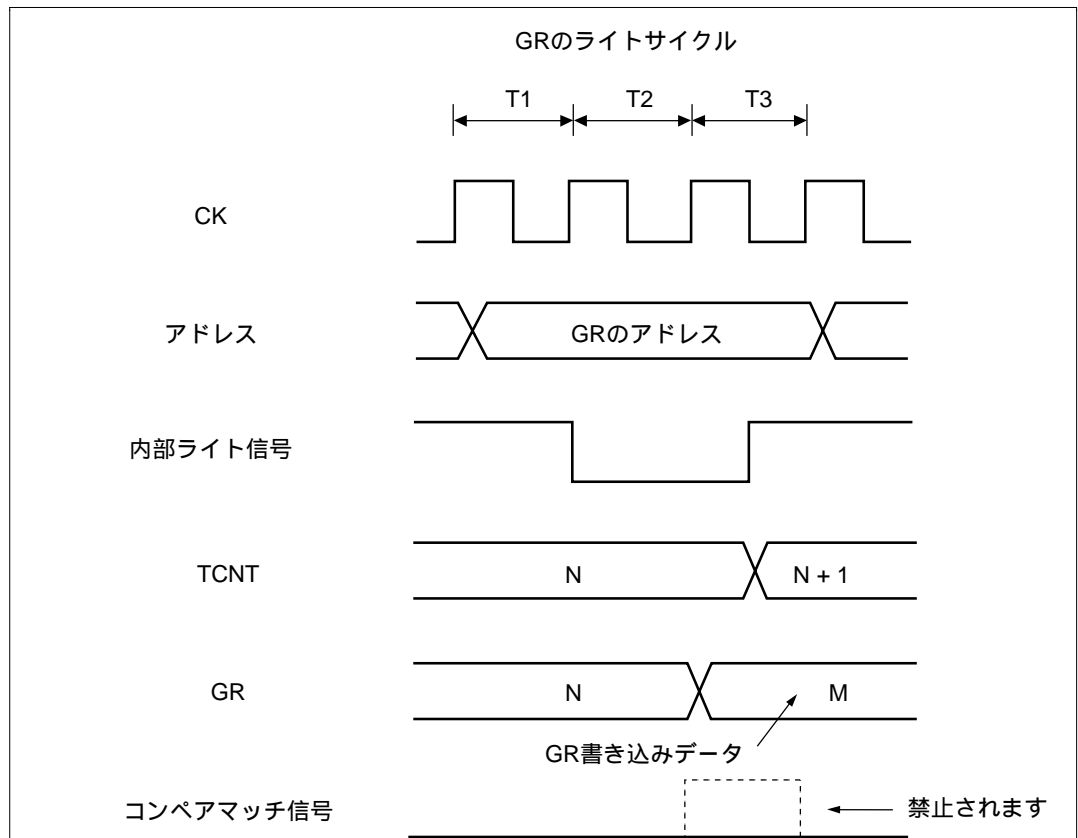 GRのライトサイクル
T1 T2 T3
CK
アドレス GRのアドレス
内部ライト信号
TCNT N N + 1
GR N M
GR書き込みデータ
コンペアマッチ信号 禁止されます